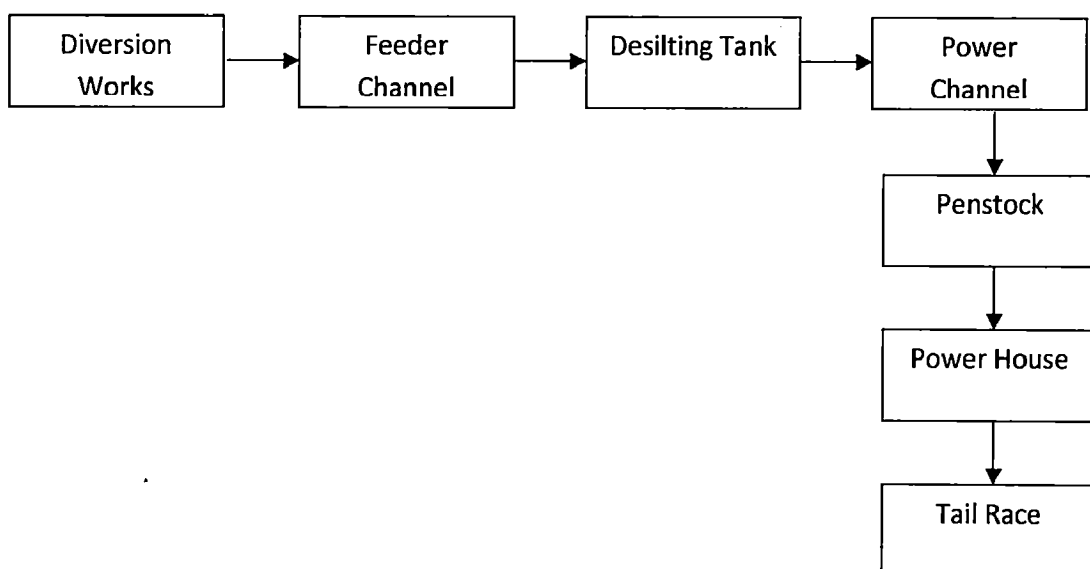 Diversion
Works
Feeder
Channel
Desilting Tank
Power
Channel
Penstock
Power House
Tail Race